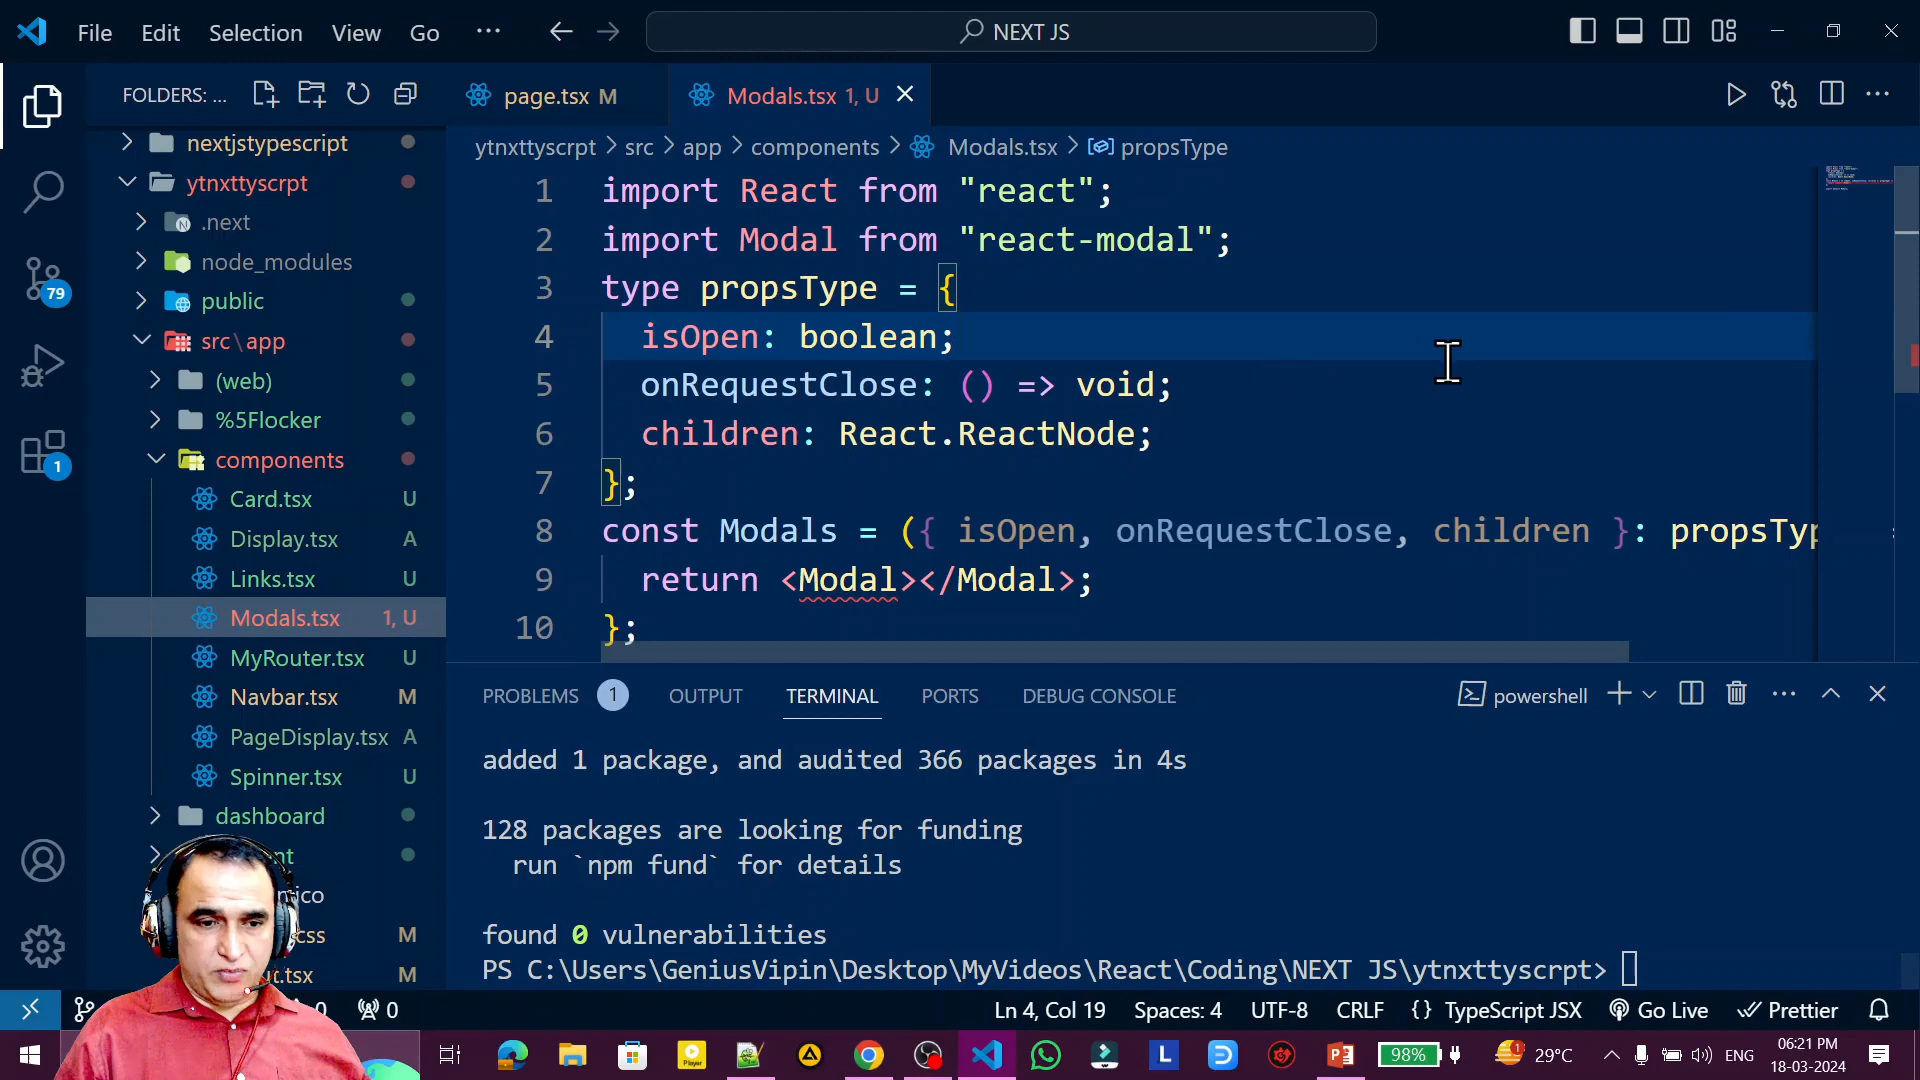 File Edit Selection View Go ··· NEXT JS
FOLDERS: ...
page.tsx M
Modals.tsx 1, U
nextjstypescript
ytnxttyscrpt
.next
node_modules
public
src\app
(web)
%5Flocker
components
Card.tsx U
Display.tsx A
Links.tsx U
Modals.tsx 1, U
MyRouter.tsx U
Navbar.tsx M
PageDisplay.tsx A
Spinner.tsx U
dashboard
nt
ico
css M
t.tsx M
79
1
ytnxttyscrpt > src > app > components > Modals.tsx > propsType
1 import React from "react";
2 import Modal from "react-modal";
3 type propsType = {
4 isOpen: boolean;
5 onRequestClose: () => void;
6 children: React.ReactNode;
7 };
8 const Modals = ({ isOpen, onRequestClose, children }: propsTyp
9 return <Modal></Modal>;
10 };
PROBLEMS 1 OUTPUT TERMINAL PORTS DEBUG CONSOLE powershell
added 1 package, and audited 366 packages in 4s
128 packages are looking for funding
run `npm fund` for details
found 0 vulnerabilities
PS C:\Users\GeniusVipin\Desktop\MyVideos\React\Coding\NEXT JS\ytnxttyscrpt>
0 0 Ln 4, Col 19 Spaces: 4 UTF-8 CRLF {} TypeScript JSX Go Live Prettier
Player L 98% 1 29°C ENG 06:21 PM
18-03-2024